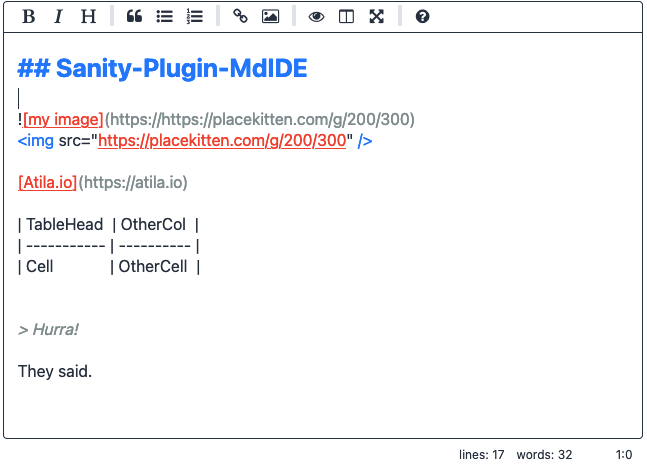 B I H
## Sanity-Plugin-MdIDE
![my image](https://https://placekitten.com/g/200/300)
<img src="https://placekitten.com/g/200/300" />
[Atila.io](https://atila.io)
| TableHead | OtherCol |
| ----------- | ---------- |
| Cell | OtherCell |
> Hurra!
They said.
lines: 17 words: 32 1:0